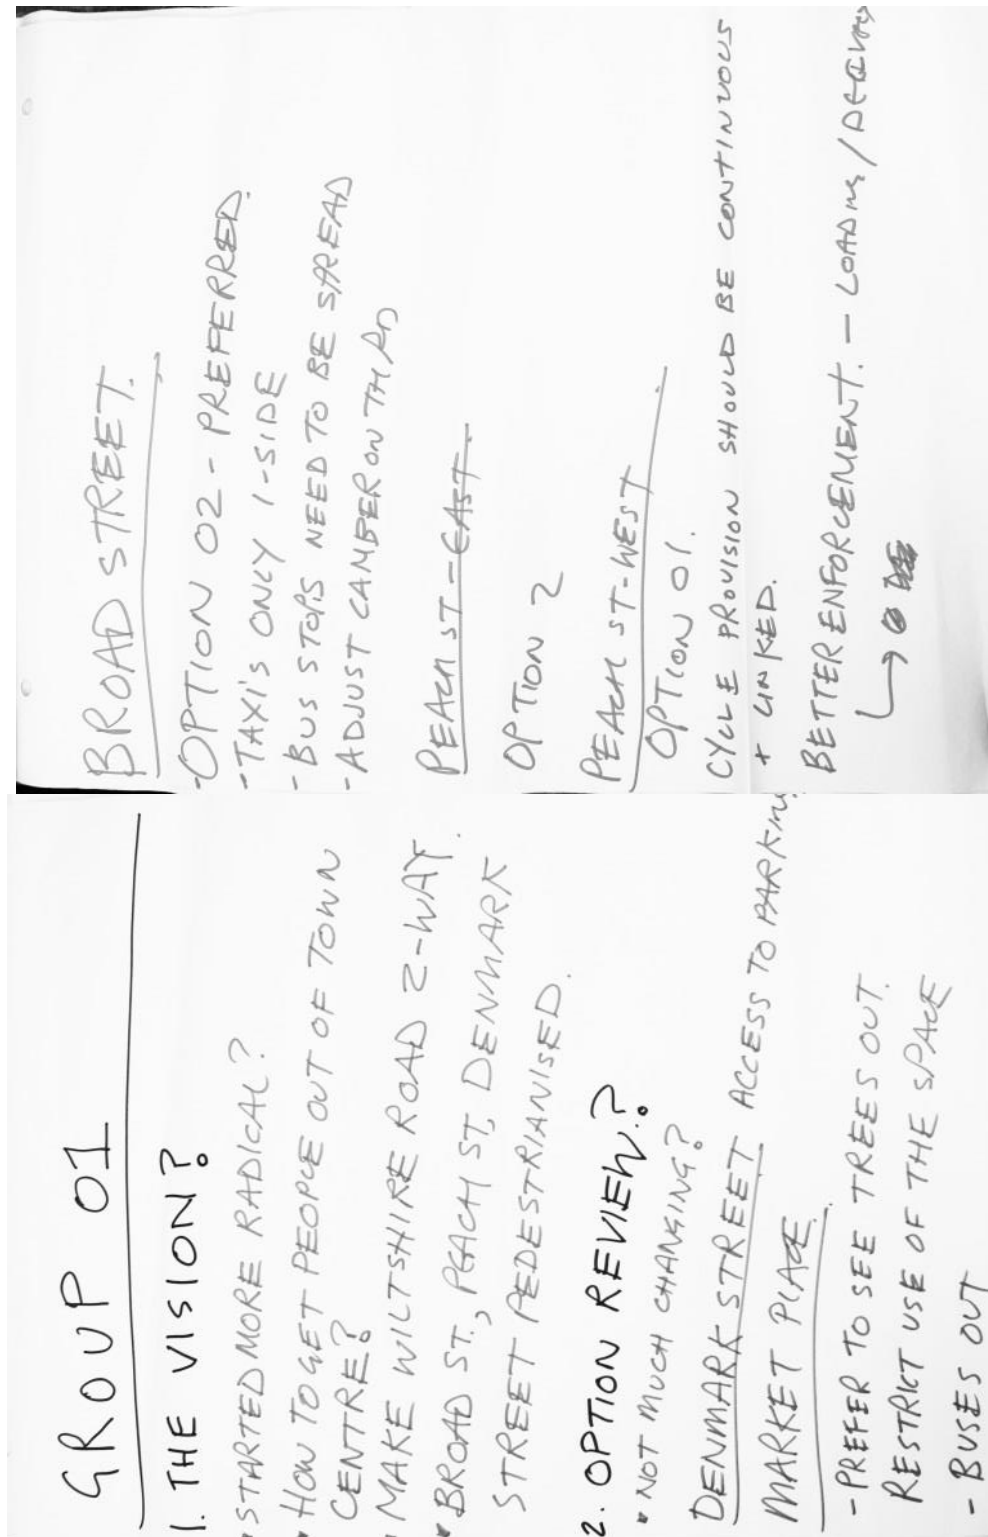 GROUP 01
1. THE VISION?
STARTED MORE RADICAL?
HOW TO GET PEOPLE OUT OF TOWN
CENTRE?
MAKE WILTSHIRE ROAD 2-WAY.
BROAD ST., PEACH ST, DENMARK
STREET PEDESTRIANISED.
2. OPTION REVIEW?
NOT MUCH CHANGING?
DENMARK STREET ACCESS TO PARKING
MARKET PLACE.
- PREFER TO SEE TREES OUT.
RESTRICT USE OF THE SPACE
- BUSES OUT
BROAD STREET.
- OPTION 02 - PREFERRED.
- TAXI'S ONLY 1-SIDE
- BUS STOPS NEED TO BE SPREAD
- ADJUST CAMBER ON TH RD
PEACH ST - EAST.
OPTION 2
PEACH ST - WEST.
OPTION 01.
CYCLE PROVISION SHOULD BE CONTINUOUS
+ LINKED.
BETTER ENFORCEMENT. - LOADING /